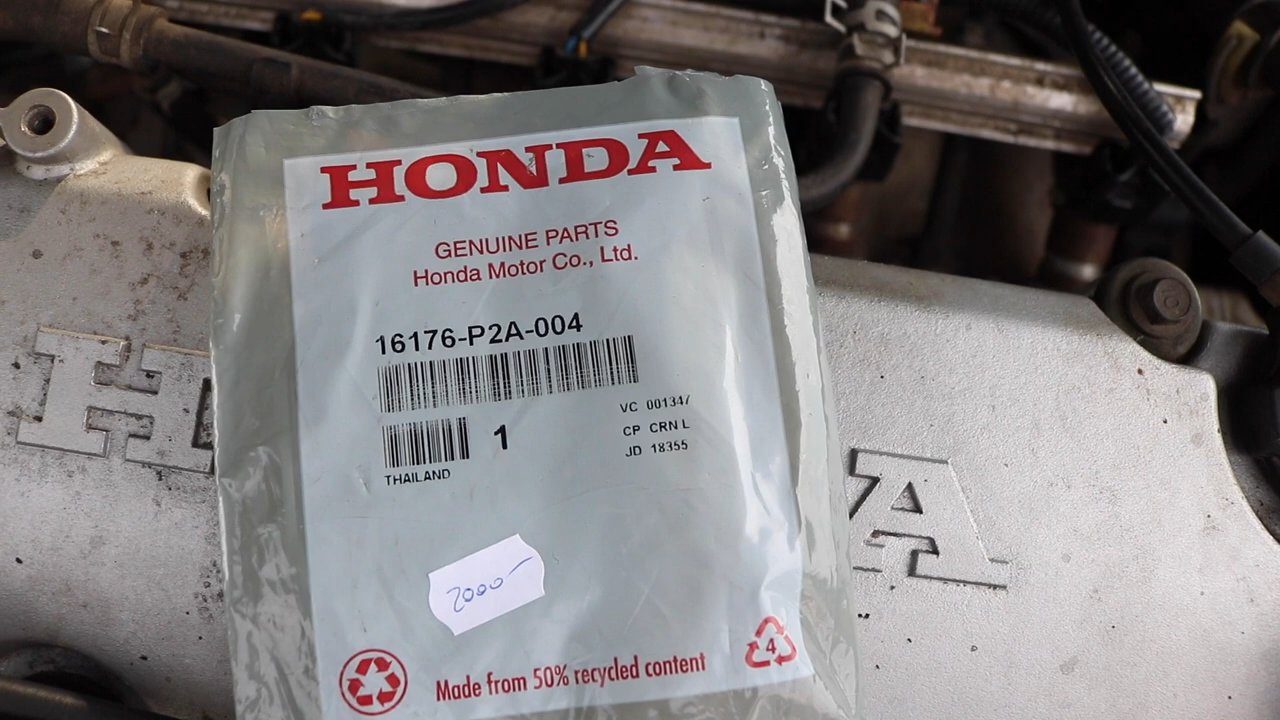 HONDA
GENUINE PARTS
Honda Motor Co., Ltd.
16176-P2A-004
VC 001347
1
CP CRN L
JD 18355
THAILAND
2000-
4
Made from 50% recycled content
H
A